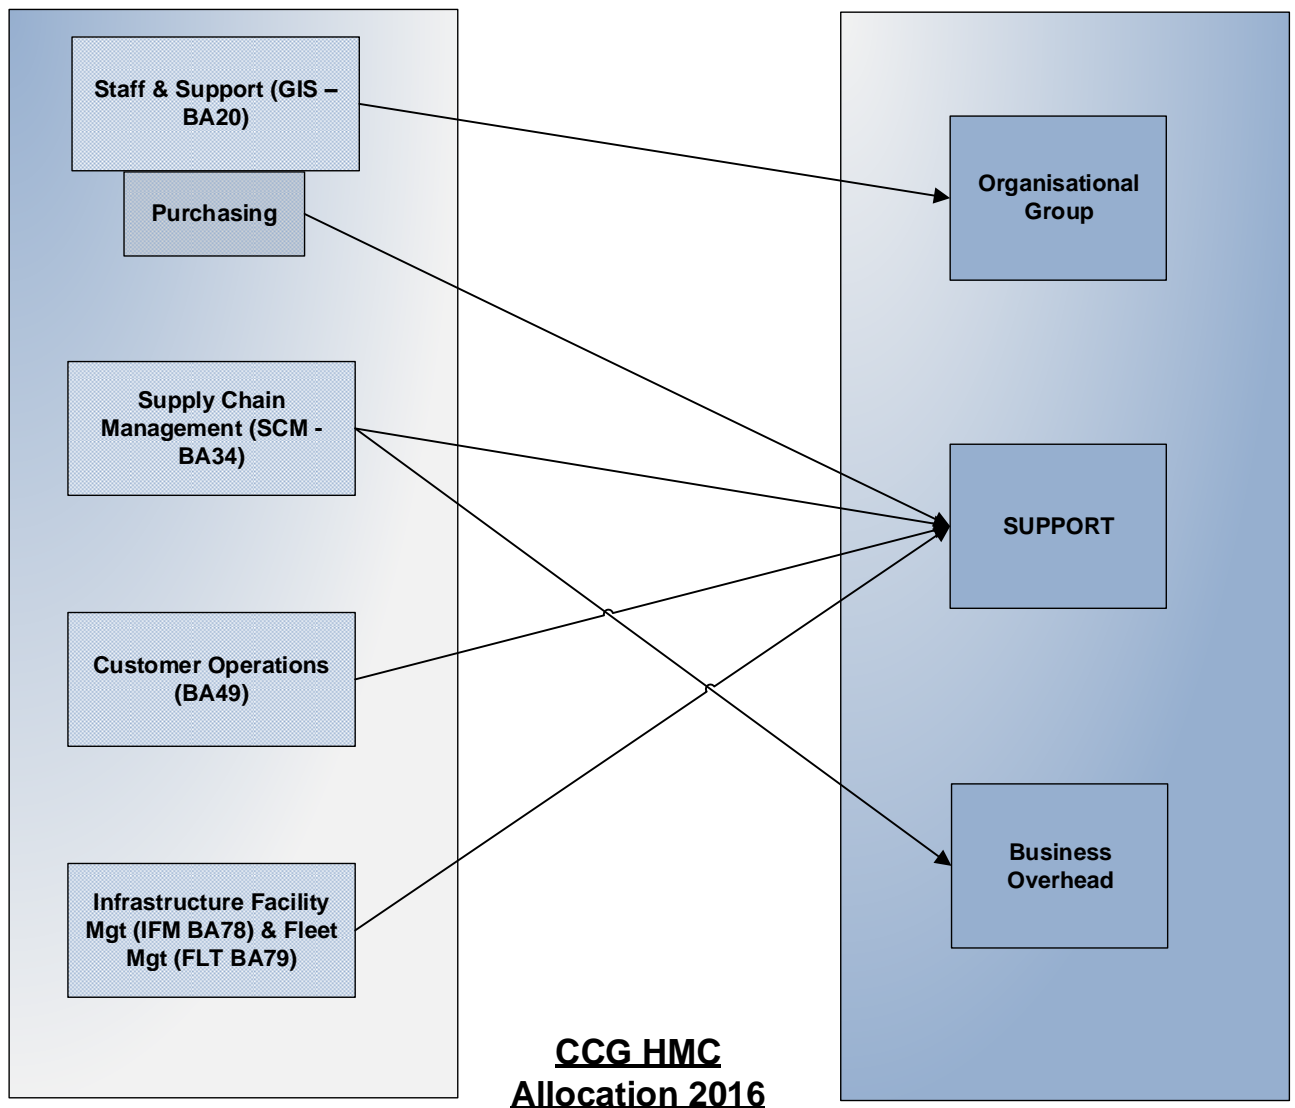 Staff & Support (GIS –
BA20)
Purchasing
Supply Chain
Management (SCM -
BA34)
Customer Operations
(BA49)
Infrastructure Facility
Mgt (IFM BA78) & Fleet
Mgt (FLT BA79)
Organisational
Group
SUPPORT
Business
Overhead
CCG HMC
Allocation 2016